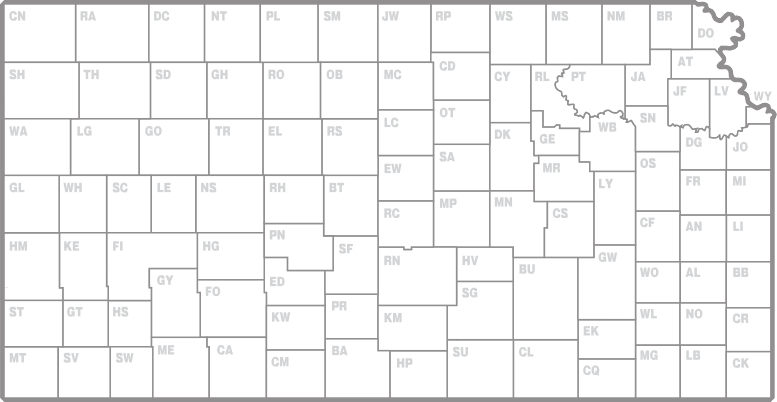 CN RA DC NT PL SM JW RP WS MS NM BR DO
SH TH SD GH RO OB MC CD CY RL PT JA AT
JF LV WY
WA LG GO TR EL RS LC OT DK GE WB SN DG JO
EW SA MR OS
GL WH SC LE NS RH BT RC MP MN CS LY FR MI
HM KE FI HG PN SF CF AN LI
RN HV BU GW
GY FO ED SG WO AL BB
ST GT HS KW PR KM WL NO CR
EK
MT SV SW ME CA CM BA HP SU CL CQ MG LB CK